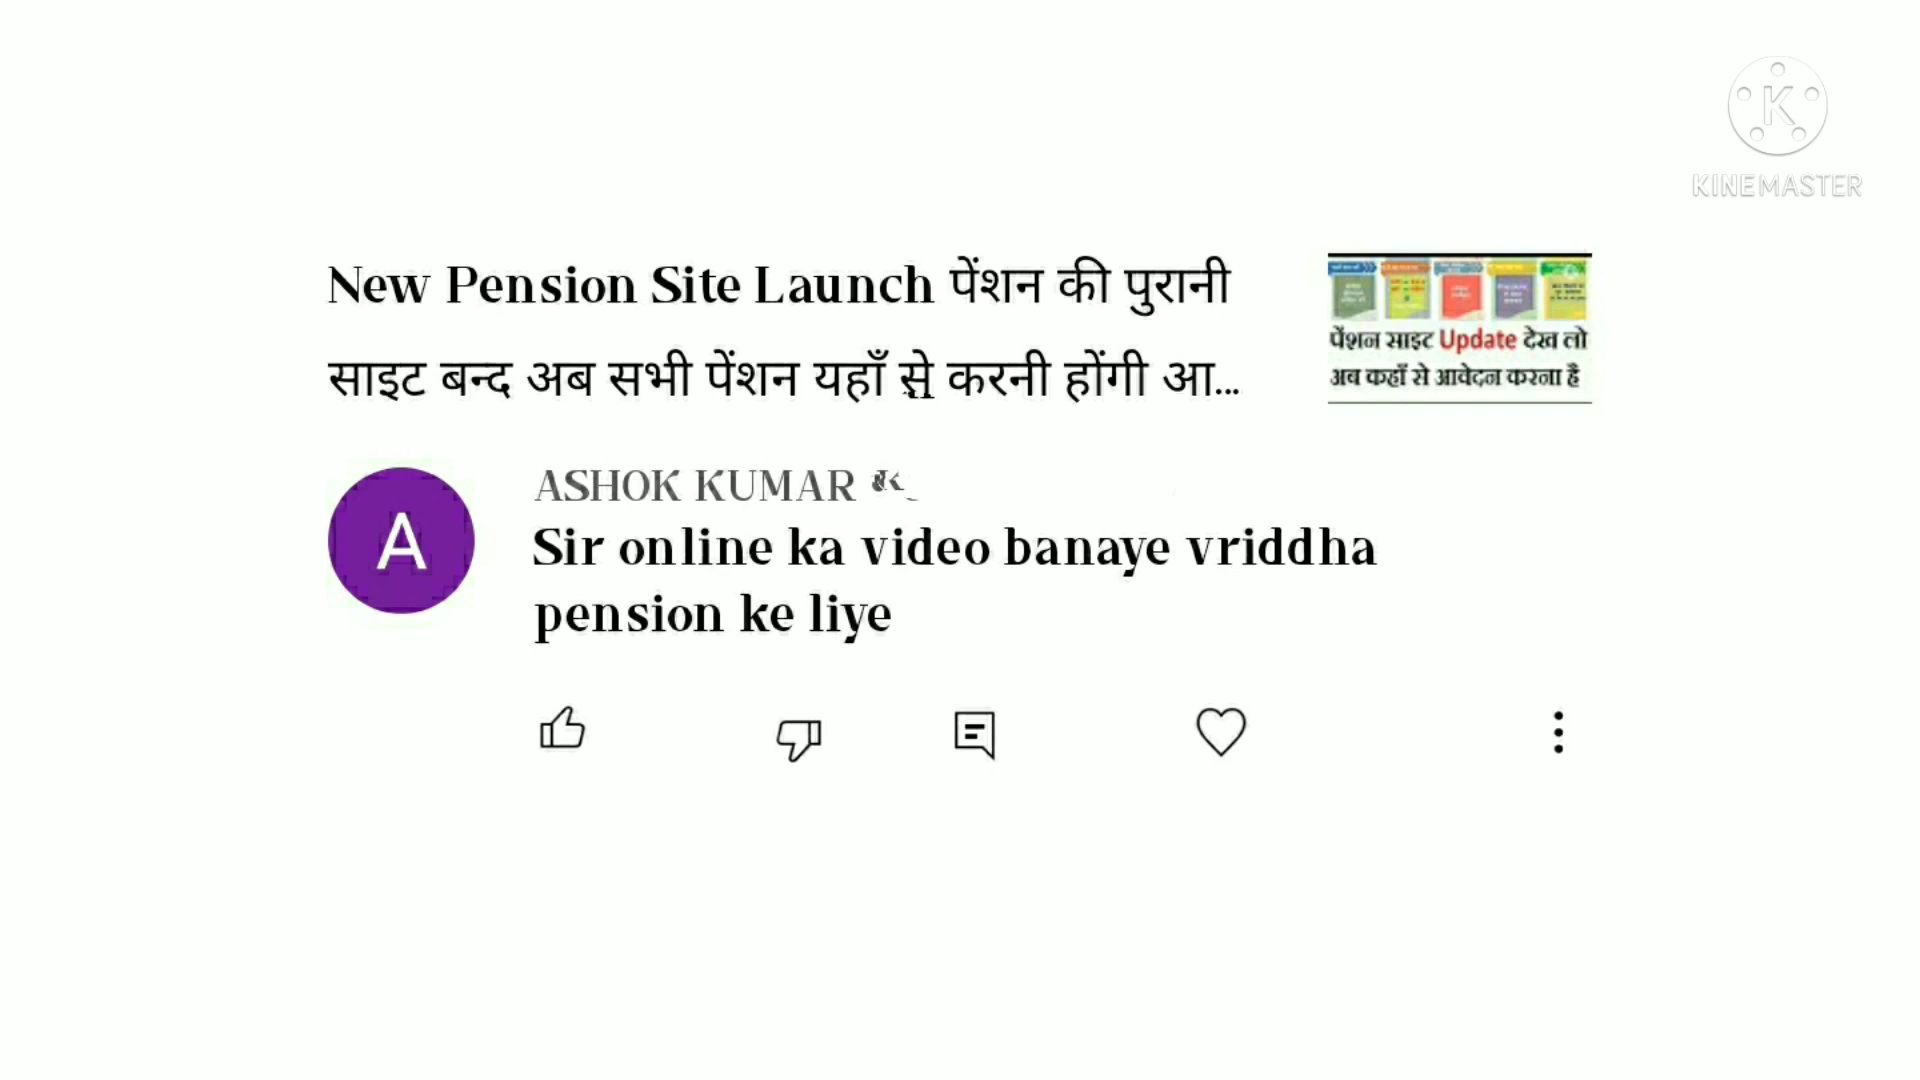 KINEMASTER
New Pension Site Launch पेंशन की पुरानी
साइट बन्द अब सभी पेंशन यहाँ से करनी होंगी आ...
पेंशन साइट Update देख लो
अब कहाँ से आवेदन करना है
A
ASHOK KUMAR
Sir online ka video banaye vriddha
pension ke liye